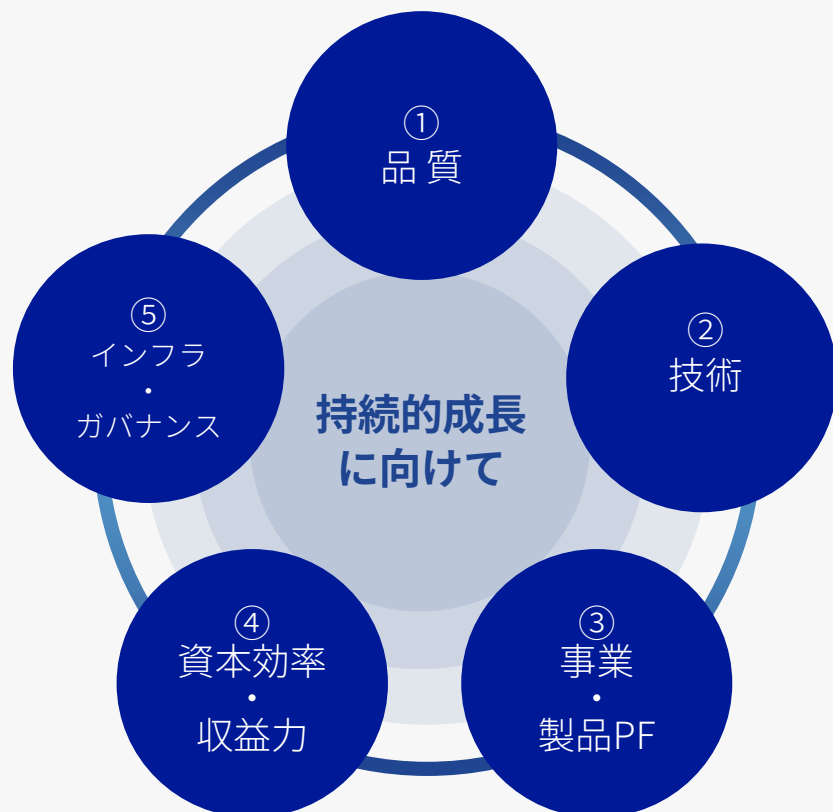 ①
品 質
②
技術
③
事業
・
製品PF
④
資本効率
・
収益力
⑤
インフラ
・
ガバナンス
持続的成長
に向けて